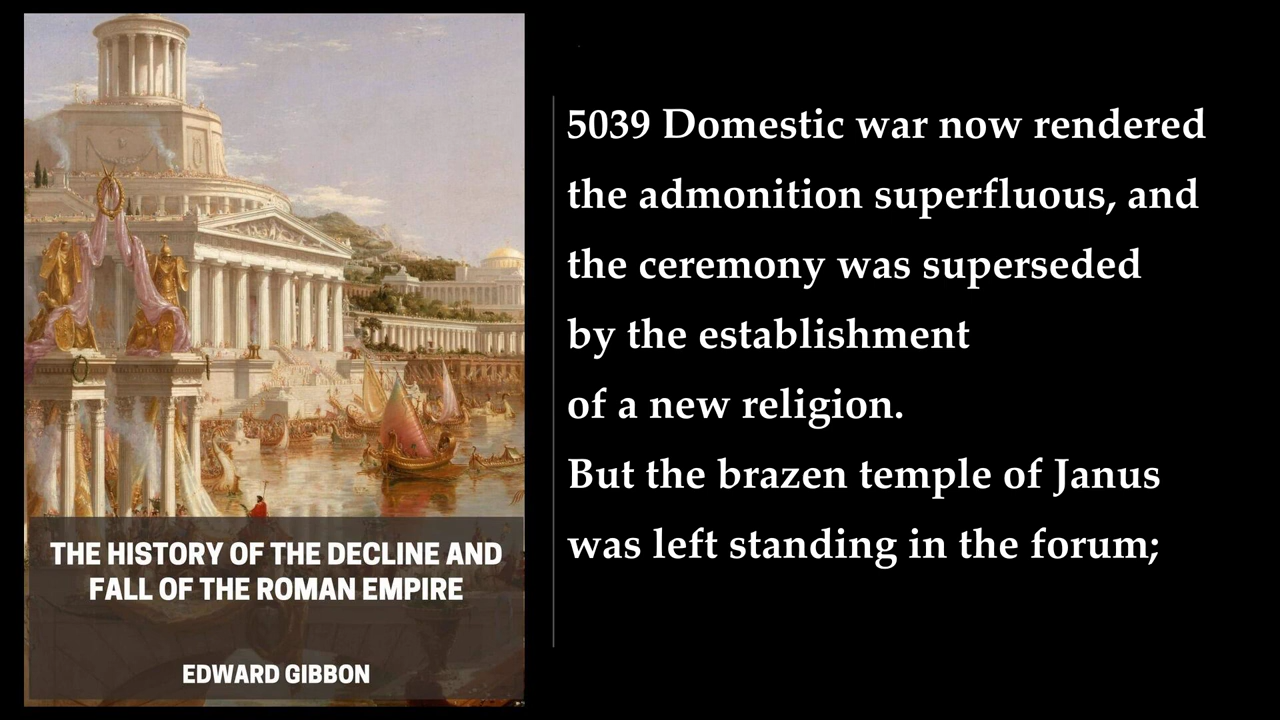 THE HISTORY OF THE DECLINE AND
FALL OF THE ROMAN EMPIRE
EDWARD GIBBON
5039 Domestic war now rendered
the admonition superfluous, and
the ceremony was superseded
by the establishment
of a new religion.
But the brazen temple of Janus
was left standing in the forum;